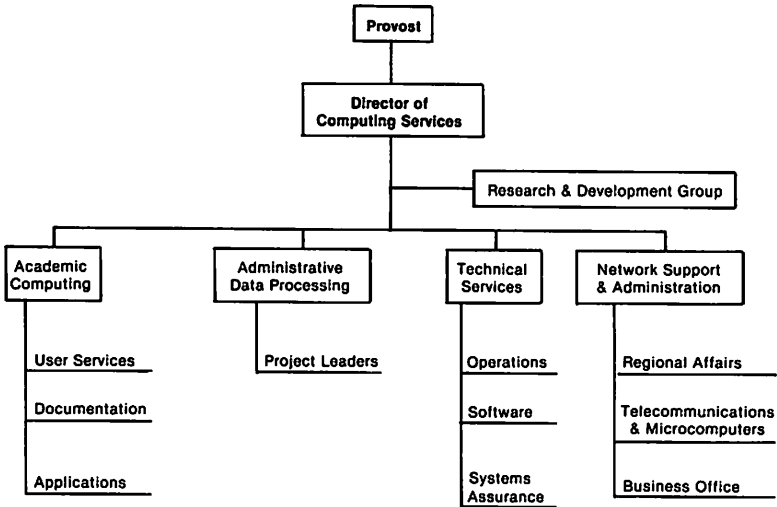 Provost
Director of
Computing Services
Research & Development Group
Academic
Computing
Administrative
Data Processing
Technical
Services
Network Support
& Administration
User Services
Documentation
Applications
Project Leaders
Operations
Software
Systems
Assurance
Regional Affairs
Telecommunications
& Microcomputers
Business Office